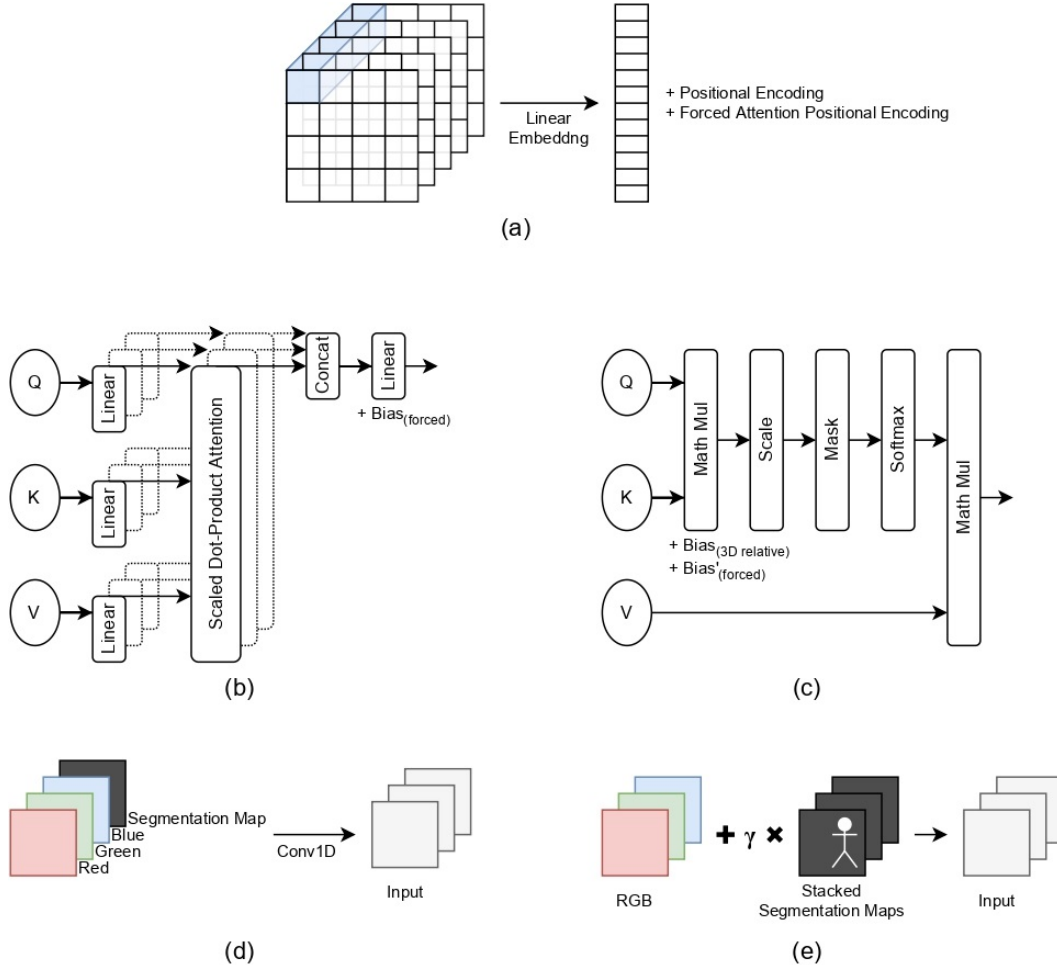 Linear
Embeddng
+ Positional Encoding
+ Forced Attention Positional Encoding
(a)
Q
K
V
Linear
Linear
Linear
Scaled Dot-Product Attention
Concat
Linear
+ Bias(forced)
(b)
Q
K
V
Math Mul
Scale
Mask
Softmax
Math Mul
+ Bias(3D relative)
+ Bias'(forced)
(c)
Segmentation Map
Blue
Green
Red
Conv1D
Input
(d)
RGB
+ γ ×
Stacked
Segmentation Maps
Input
(e)